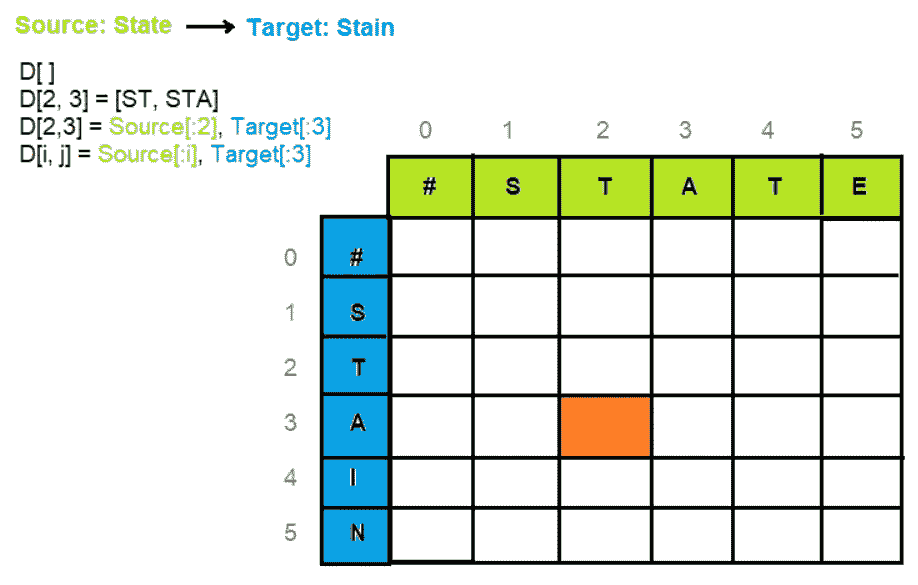 Source: State → Target: Stain
D[ ]
D[2, 3] = [ST, STA]
D[2,3] = Source[:2], Target[:3]
D[i, j] = Source[:i], Target[:3]
0 1 2 3 4 5
# S T A T E
0 #
1 S
2 T
3 A
4 I
5 N